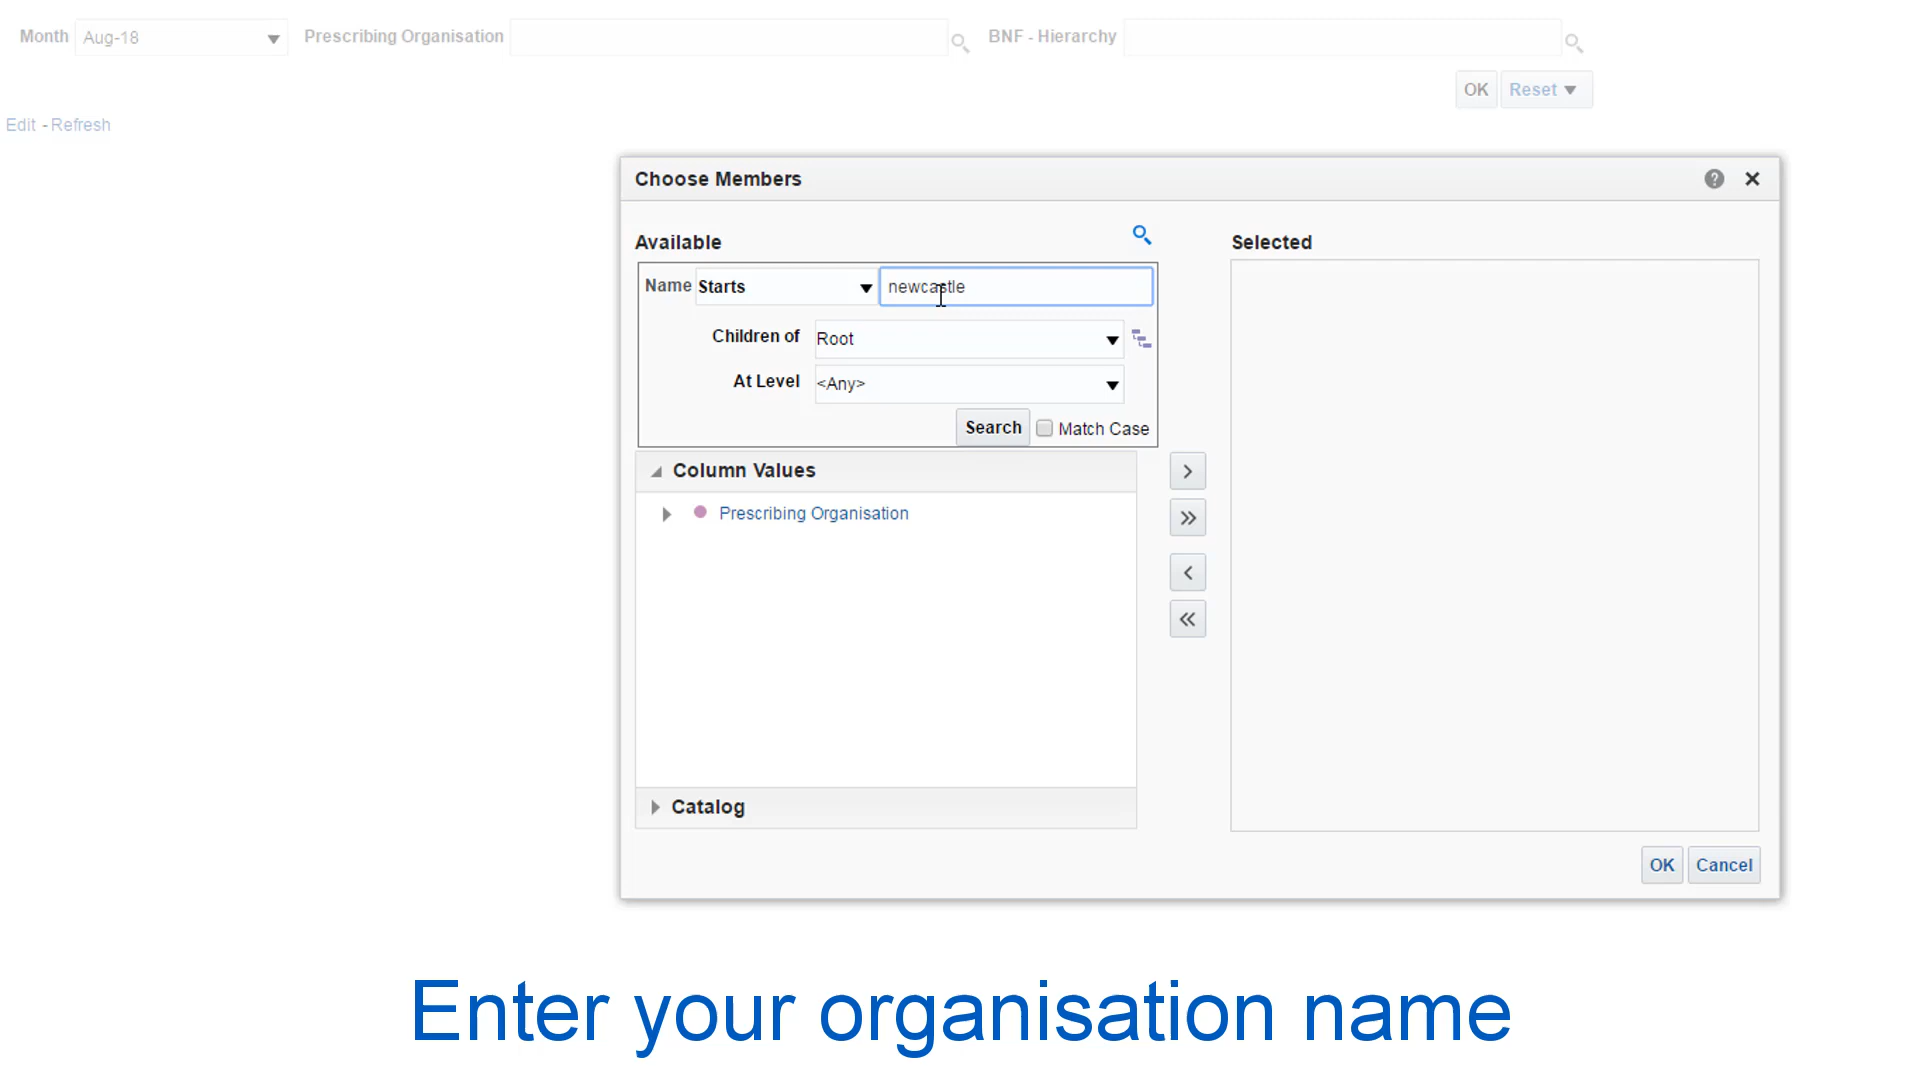 Month Aug-18 Prescribing Organisation BNF - Hierarchy
OK Reset
Edit - Refresh
Choose Members
Available Selected
Name Starts newcastle
Children of Root
At Level <Any>
Search Match Case
Column Values
Prescribing Organisation
Catalog
OK Cancel
Enter your organisation name